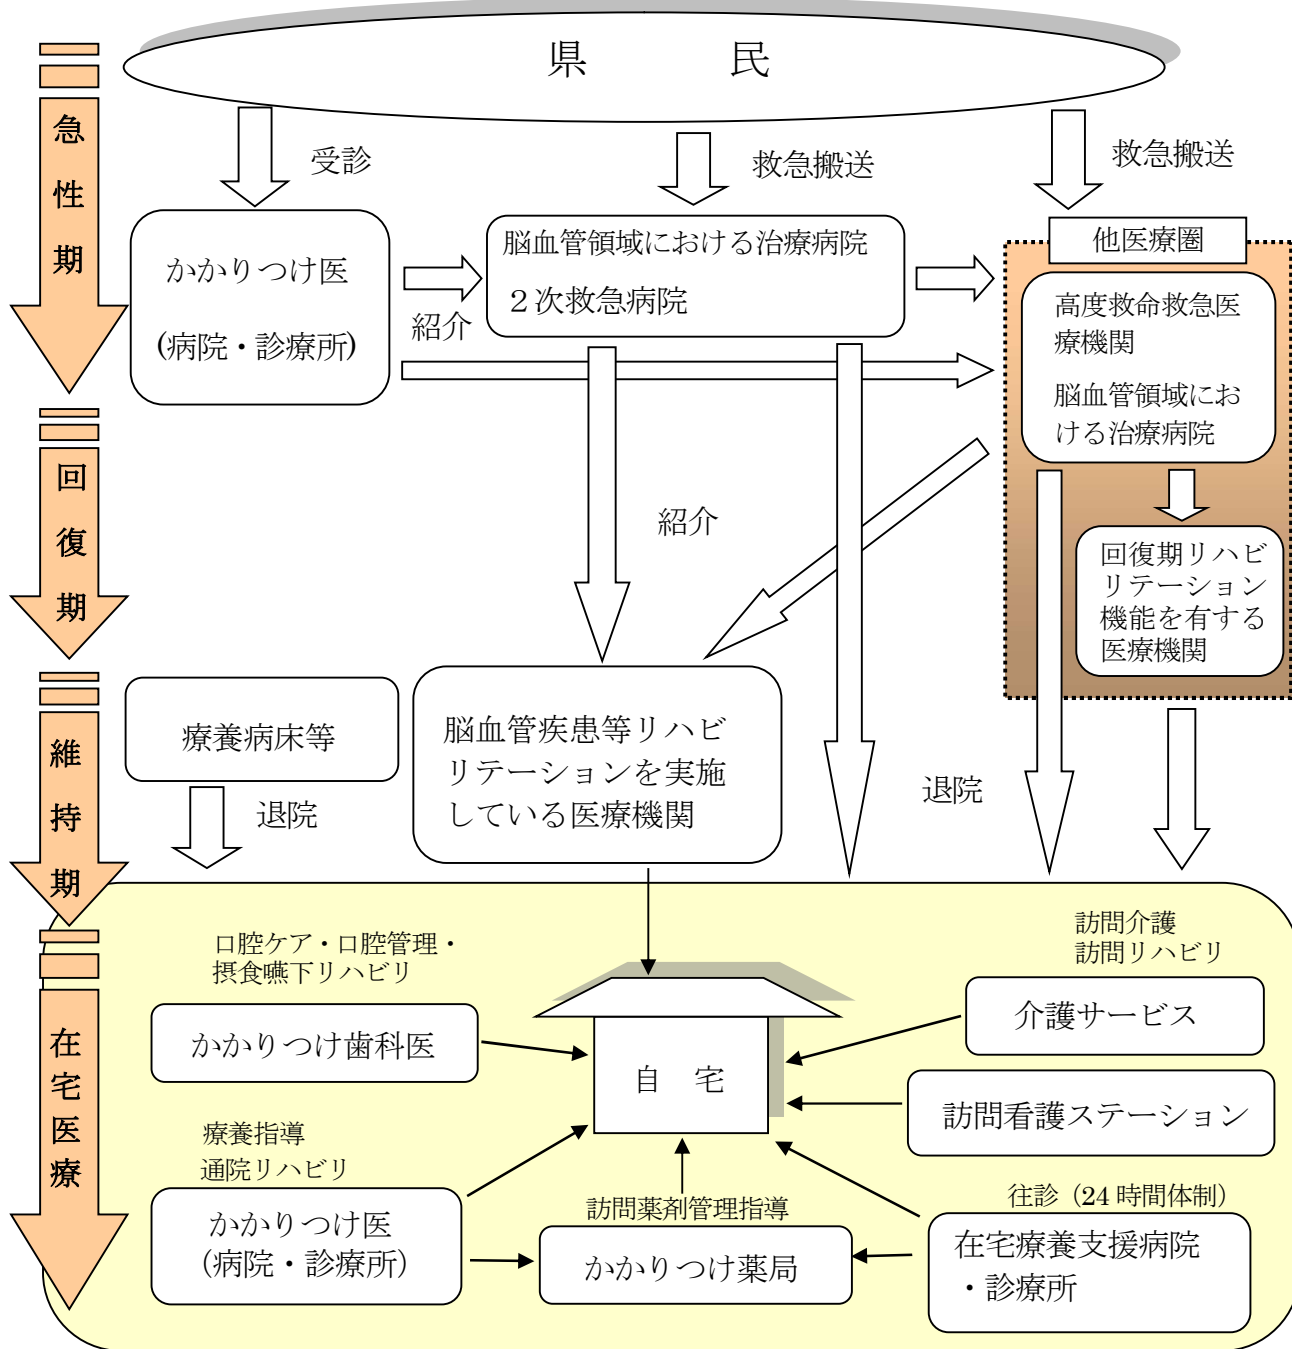 県　民
急性期
受診
救急搬送
救急搬送
他医療圏
かかりつけ医
(病院・診療所)
紹介
脳血管領域における治療病院
２次救急病院
高度救命救急医
療機関
脳血管領域にお
ける治療病院
回復期
紹介
回復期リハビ
リテーション
機能を有する
医療機関
維持期
療養病床等
退院
脳血管疾患等リハビ
リテーションを実施
している医療機関
退院
在宅医療
口腔ケア・口腔管理・
摂食嚥下リハビリ
かかりつけ歯科医
自　宅
訪問介護
訪問リハビリ
介護サービス
訪問看護ステーション
療養指導
通院リハビリ
かかりつけ医
(病院・診療所)
訪問薬剤管理指導
かかりつけ薬局
往診（24 時間体制）
在宅療養支援病院
・診療所